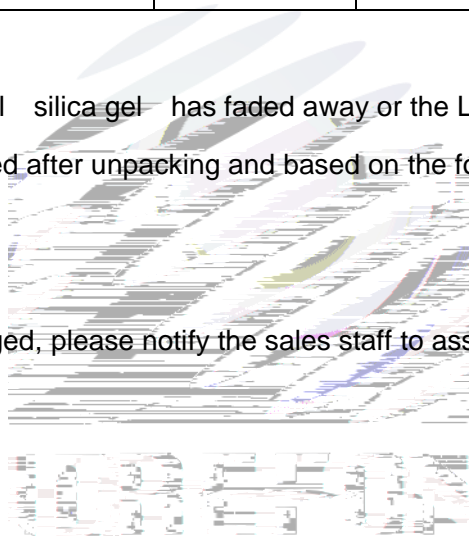 l silica gel has faded away or the L
ed after unpacking and based on the fo
ged, please notify the sales staff to ass